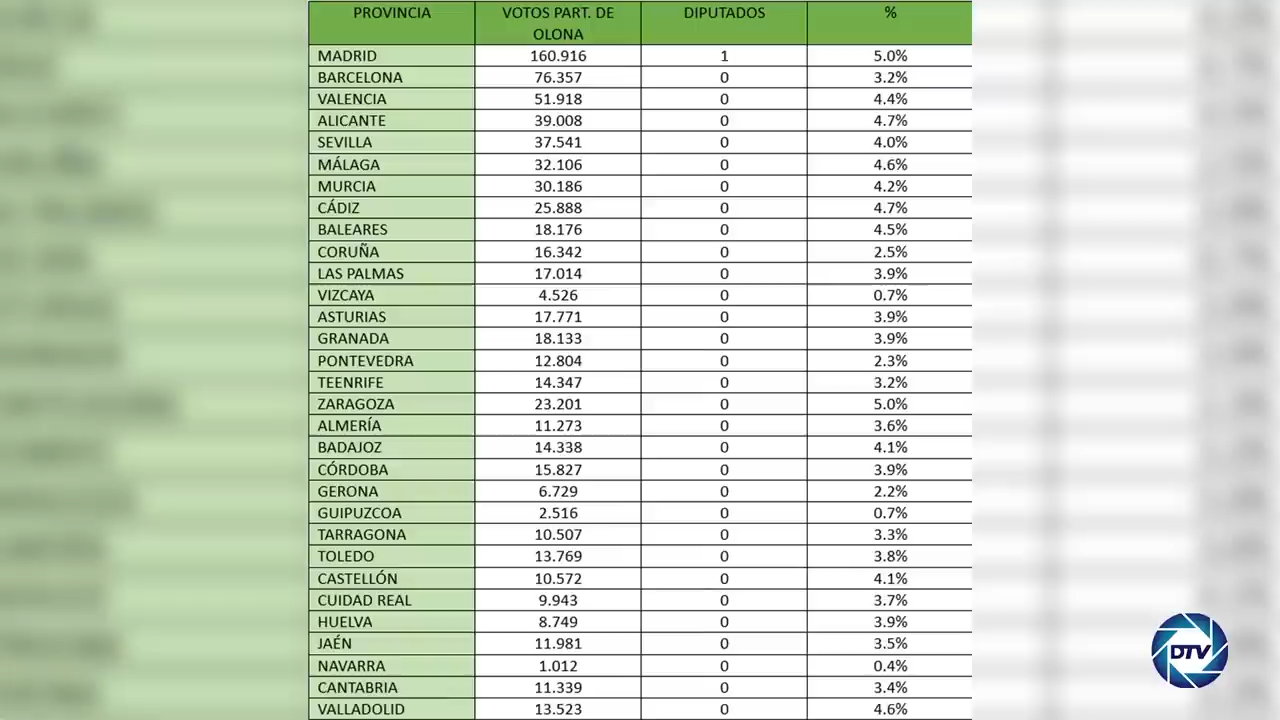 PROVINCIA VOTOS PART. DE OLONA DIPUTADOS %
MADRID 160.916 1 5.0%
BARCELONA 76.357 0 3.2%
VALENCIA 51.918 0 4.4%
ALICANTE 39.008 0 4.7%
SEVILLA 37.541 0 4.0%
MÁLAGA 32.106 0 4.6%
MURCIA 30.186 0 4.2%
CÁDIZ 25.888 0 4.7%
BALEARES 18.176 0 4.5%
CORUÑA 16.342 0 2.5%
LAS PALMAS 17.014 0 3.9%
VIZCAYA 4.526 0 0.7%
ASTURIAS 17.771 0 3.9%
GRANADA 18.133 0 3.9%
PONTEVEDRA 12.804 0 2.3%
TEENRIFE 14.347 0 3.2%
ZARAGOZA 23.201 0 5.0%
ALMERÍA 11.273 0 3.6%
BADAJOZ 14.338 0 4.1%
CÓRDOBA 15.827 0 3.9%
GERONA 6.729 0 2.2%
GUIPUZCOA 2.516 0 0.7%
TARRAGONA 10.507 0 3.3%
TOLEDO 13.769 0 3.8%
CASTELLÓN 10.572 0 4.1%
CUIDAD REAL 9.943 0 3.7%
HUELVA 8.749 0 3.9%
JAÉN 11.981 0 3.5%
NAVARRA 1.012 0 0.4%
CANTABRIA 11.339 0 3.4%
VALLADOLID 13.523 0 4.6%
DTV